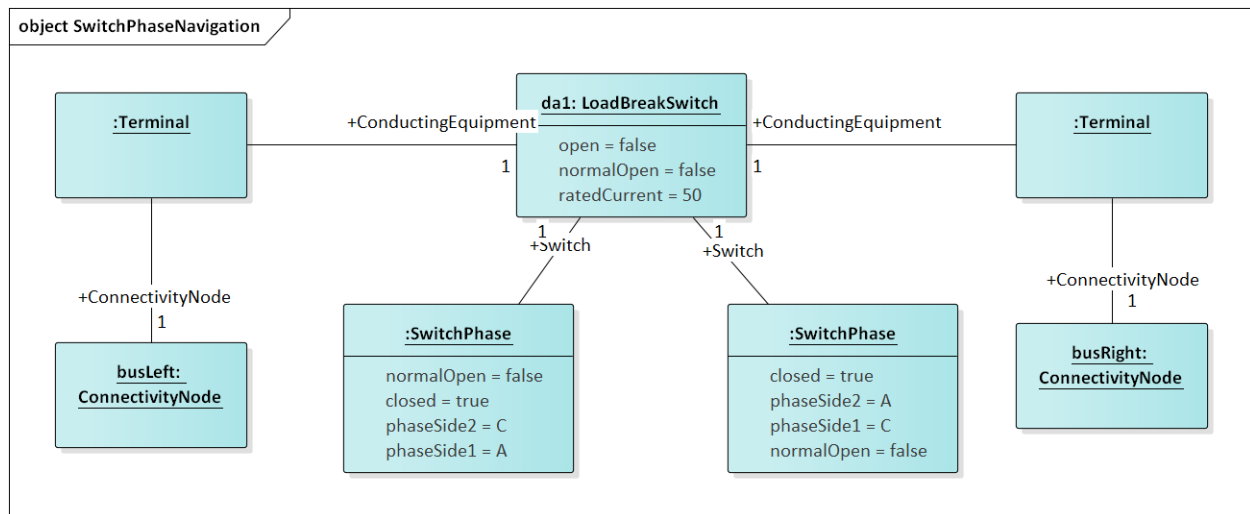 object SwitchPhaseNavigation
:Terminal
+ConductingEquipment
1
da1: LoadBreakSwitch
open = false
normalOpen = false
ratedCurrent = 50
+ConductingEquipment
1
:Terminal
1
+Switch
1
+Switch
+ConnectivityNode
1
busLeft:
ConnectivityNode
:SwitchPhase
normalOpen = false
closed = true
phaseSide2 = C
phaseSide1 = A
:SwitchPhase
closed = true
phaseSide2 = A
phaseSide1 = C
normalOpen = false
+ConnectivityNode
1
busRight:
ConnectivityNode